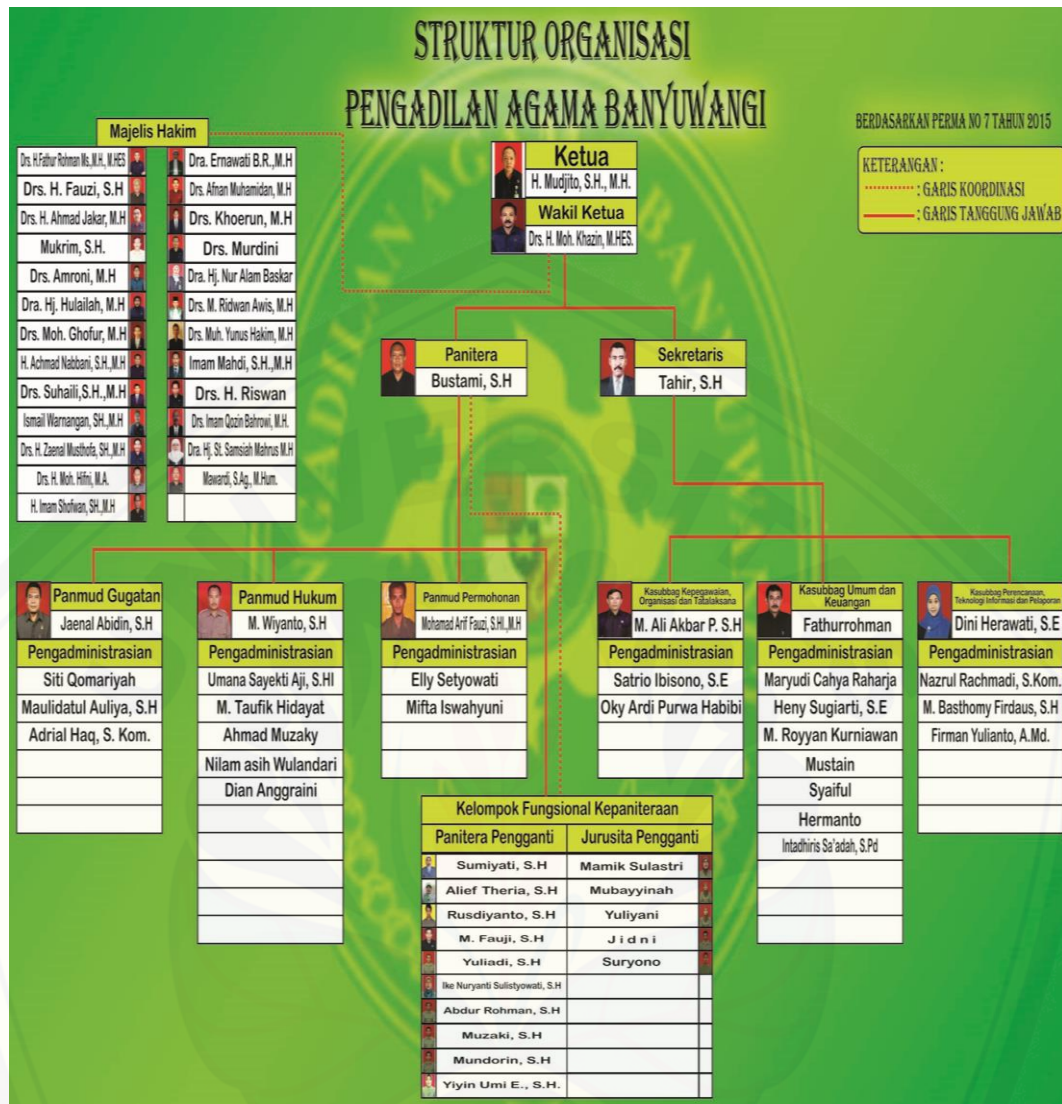 STRUKTUR ORGANISASI
PENGADILAN AGAMA BANYUWANGI
BERDASARKAN PERMA NO 7 TAHUN 2015
KETERANGAN :
: GARIS KOORDINASI
: GARIS TANGGUNG JAWAB
Majelis Hakim
Drs. H.Fathur Rohman Ms,.M.H., M.HES
Drs. H. Fauzi, S.H
Drs. H. Ahmad Jakar, M.H
Mukrim, S.H.
Drs. Amroni, M.H
Dra. Hj. Hulailah, M.H
Drs. Moh. Ghofur, M.H
H. Achmad Nabbani, S.H.,M.H
Drs. Suhaili,S.H.,M.H
Ismail Warnangan, SH.,M.H
Drs. H. Zaenal Musthofa, SH.,M.H
Drs. H. Moh. Hifni, M.A.
H. Imam Shofwan, SH.,M.H
Dra. Ernawati B.R.,M.H
Drs. Afnan Muhamidan, M.H
Drs. Khoerun, M.H
Drs. Murdini
Dra. Hj. Nur Alam Baskar
Drs. M. Ridwan Awis, M.H
Drs. Muh. Yunus Hakim, M.H
Imam Mahdi, S.H.,M.H
Drs. H. Riswan
Drs. Imam Qozin Bahrowi, M.H.
Dra. Hj. St. Samsiah Mahrus M.H
Mawardi, S.Ag., M.Hum.
Ketua
H. Mudjito, S.H., M.H.
Wakil Ketua
Drs. H. Moh. Khazin, M.HES.
Panitera
Bustami, S.H
Sekretaris
Tahir, S.H
Panmud Gugatan
Jaenal Abidin, S.H
Pengadministrasian
Siti Qomariyah
Maulidatul Auliya, S.H
Adrial Haq, S. Kom.
Panmud Hukum
M. Wiyanto, S.H
Pengadministrasian
Umana Sayekti Aji, S.HI
M. Taufik Hidayat
Ahmad Muzaky
Nilam asih Wulandari
Dian Anggraini
Panmud Permohonan
Mohamad Arif Fauzi, S.HI.,M.H
Pengadministrasian
Elly Setyowati
Mifta Iswahyuni
Kasubbag Kepegawaian,
Organisasi dan Tatalaksana
M. Ali Akbar P. S.H
Pengadministrasian
Satrio Ibisono, S.E
Oky Ardi Purwa Habibi
Kasubbag Umum dan
Keuangan
Fathurrohman
Pengadministrasian
Maryudi Cahya Raharja
Heny Sugiarti, S.E
M. Royyan Kurniawan
Mustain
Syaiful
Hermanto
Intadhiris Sa'adah, S.Pd
Kasubbag Perencanaan,
Teknologi Informasi dan Pelaporan
Dini Herawati, S.E
Pengadministrasian
Nazrul Rachmadi, S.Kom.
M. Basthomy Firdaus, S.H
Firman Yulianto, A.Md.
Kelompok Fungsional Kepaniteraan
Panitera Pengganti
Sumiyati, S.H
Alief Theria, S.H
Rusdiyanto, S.H
M. Fauji, S.H
Yuliadi, S.H
Ike Nuryanti Sulistyowati, S.H
Abdur Rohman, S.H
Muzaki, S.H
Mundorin, S.H
Yiyin Umi E., S.H.
Jurusita Pengganti
Mamik Sulastri
Mubayyinah
Yuliyani
J i d n i
Suryono
PENGADILAN AGAMA BANYUWANGI